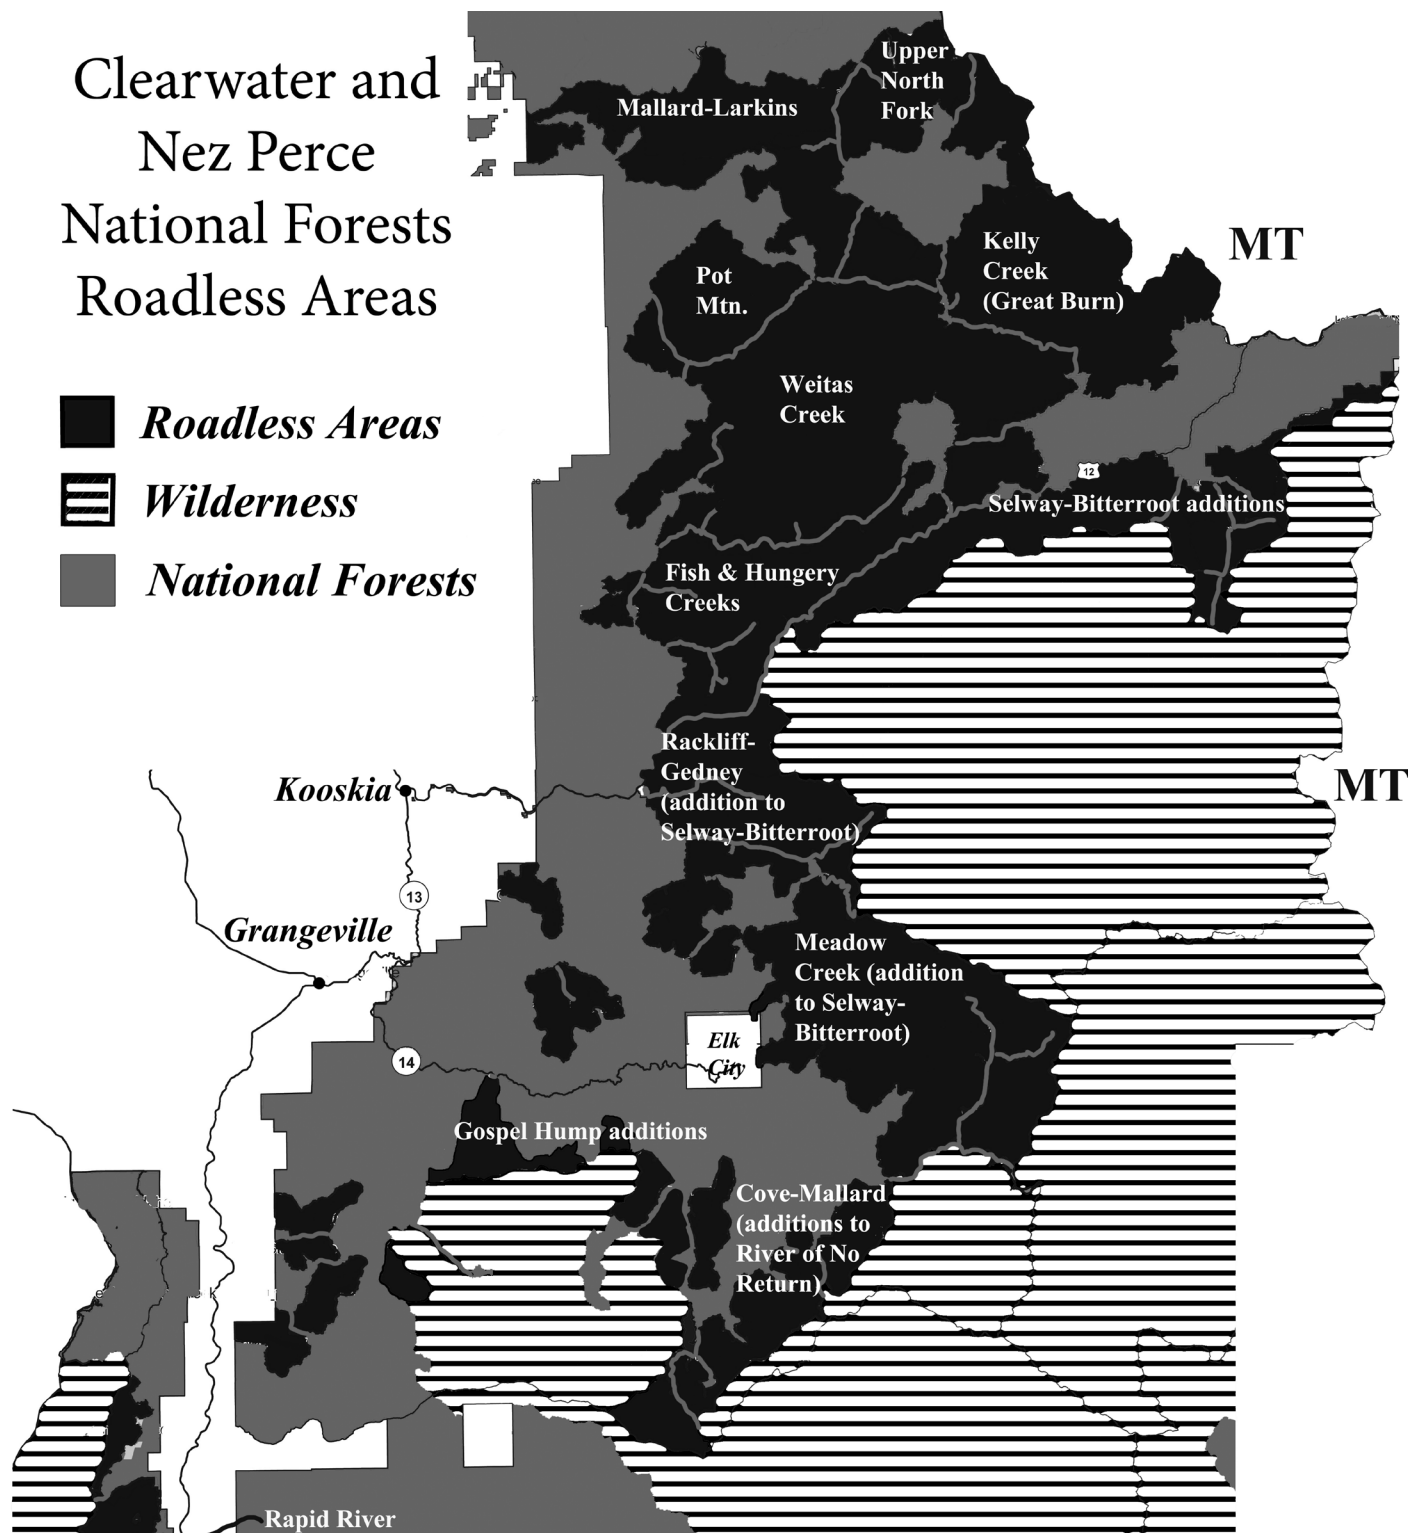 Clearwater and
Nez Perce
National Forests
Roadless Areas
Roadless Areas
Wilderness
National Forests
Upper
North
Fork
Mallard-Larkins
MT
Kelly
Creek
(Great Burn)
Pot
Mtn.
Weitas
Creek
12
Selway-Bitterroot additions
Fish & Hungery
Creeks
Rackliff-
Gedney
(addition to
Selway-Bitterroot)
MT
Kooskia
13
Grangeville
Meadow
Creek (addition
to Selway-
Bitterroot)
Elk
City
14
Gospel Hump additions
Cove-Mallard
(additions to
River of No
Return)
Rapid River